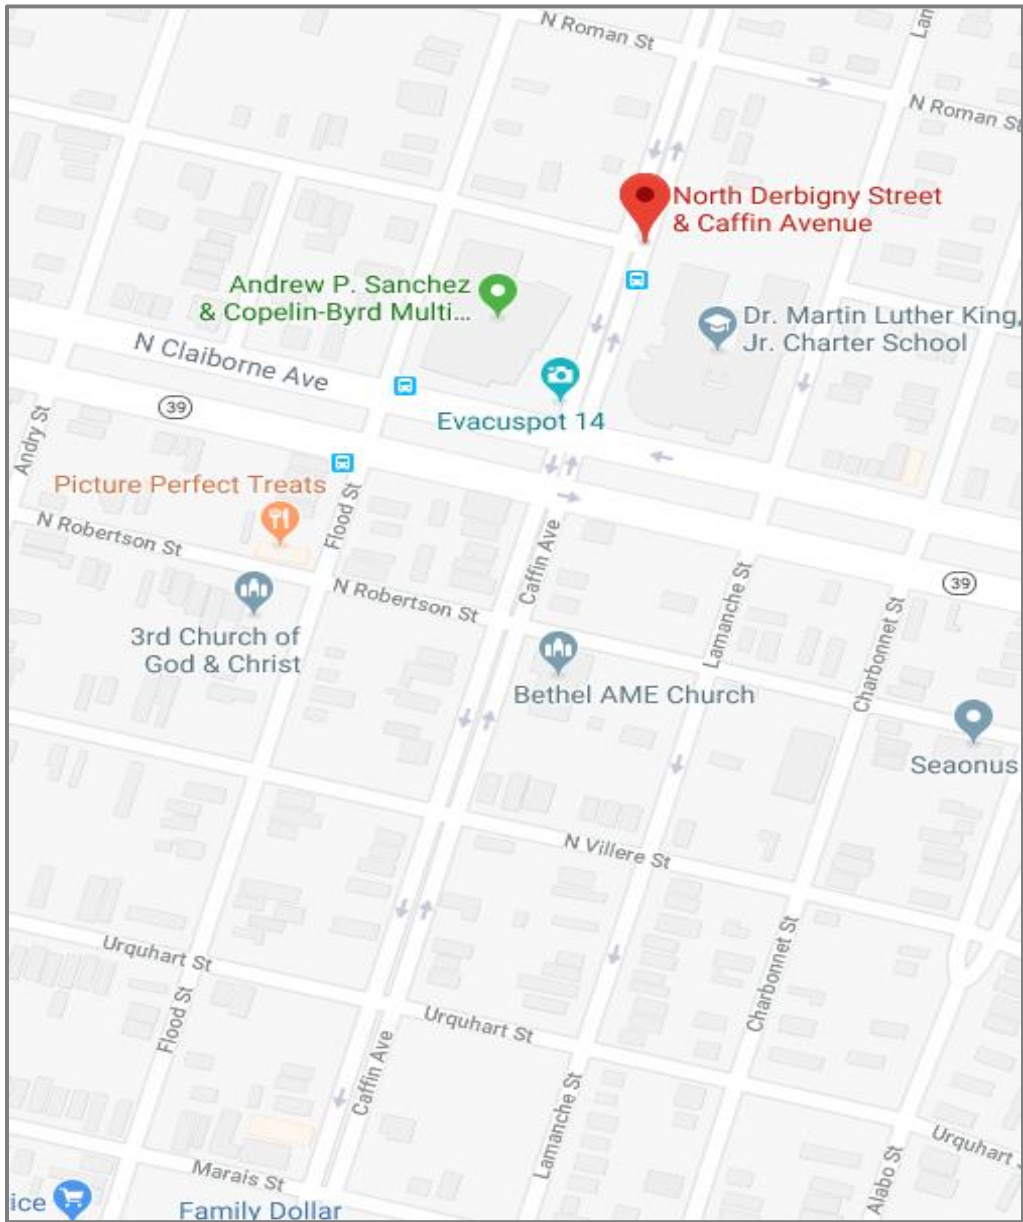 N Roman St
Lan
N Roman St
North Derbigny Street
& Caffin Avenue
Andrew P. Sanchez
& Copelin-Byrd Multi...
Dr. Martin Luther King,
Jr. Charter School
N Claiborne Ave
39
Evacuspot 14
Andry St
Picture Perfect Treats
Flood St
N Robertson St
Caffin Ave
39
N Robertson St
Lamanche St
Charbonnet St
3rd Church of
God & Christ
Bethel AME Church
Seaonus
N Villere St
Urquhart St
Charbonnet St
Flood St
Urquhart St
Caffin Ave
Lamanche St
Urquhart S
Alabo St
Marais St
ice
Family Dollar